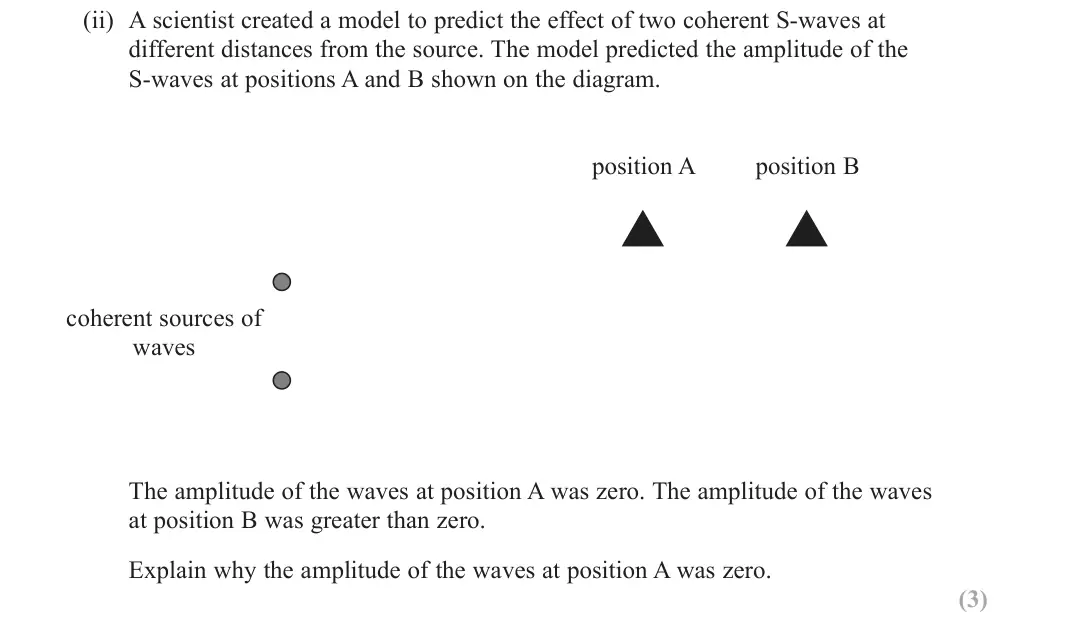 (ii) A scientist created a model to predict the effect of two coherent S-waves at
different distances from the source. The model predicted the amplitude of the
S-waves at positions A and B shown on the diagram.
position A position B
coherent sources of
waves
The amplitude of the waves at position A was zero. The amplitude of the waves
at position B was greater than zero.
Explain why the amplitude of the waves at position A was zero.
(3)